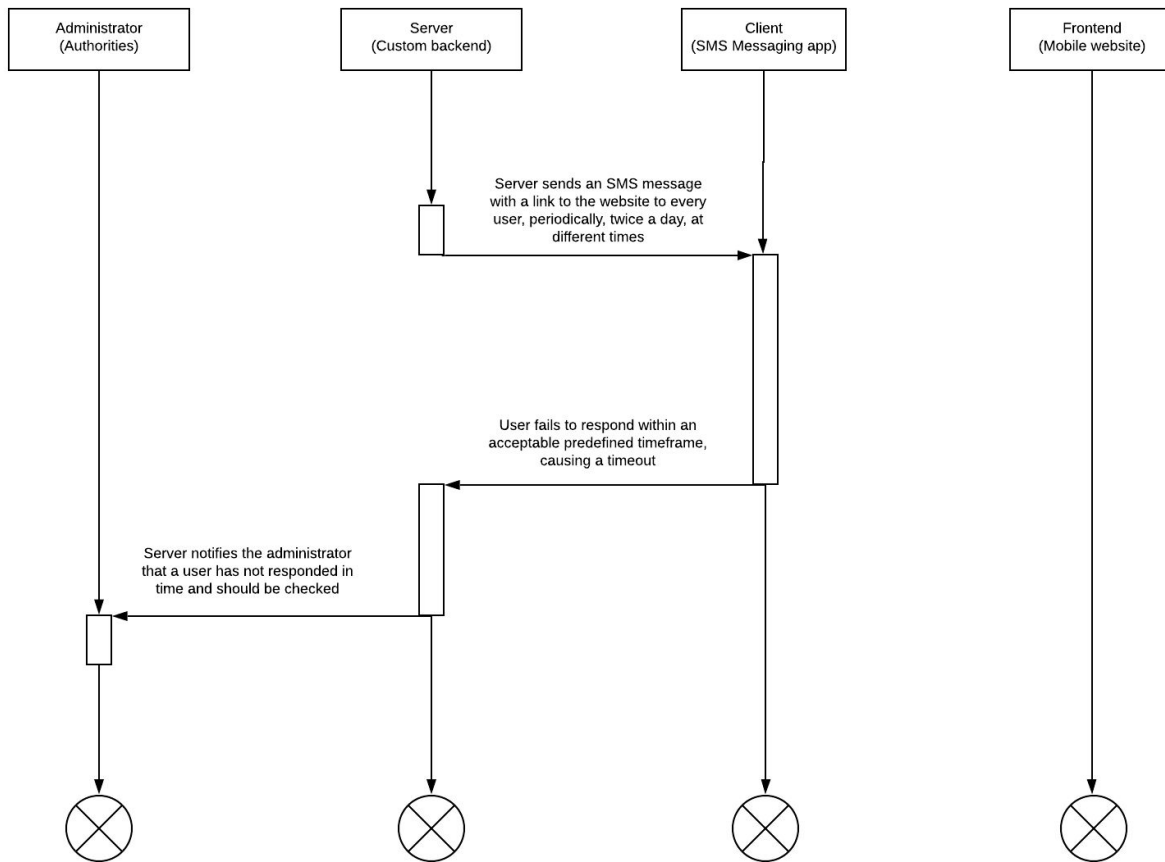 Administrator
(Authorities)
Server
(Custom backend)
Client
(SMS Messaging app)
Frontend
(Mobile website)
Server sends an SMS message
with a link to the website to every
user, periodically, twice a day, at
different times
User fails to respond within an
acceptable predefined timeframe,
causing a timeout
Server notifies the administrator
that a user has not responded in
time and should be checked